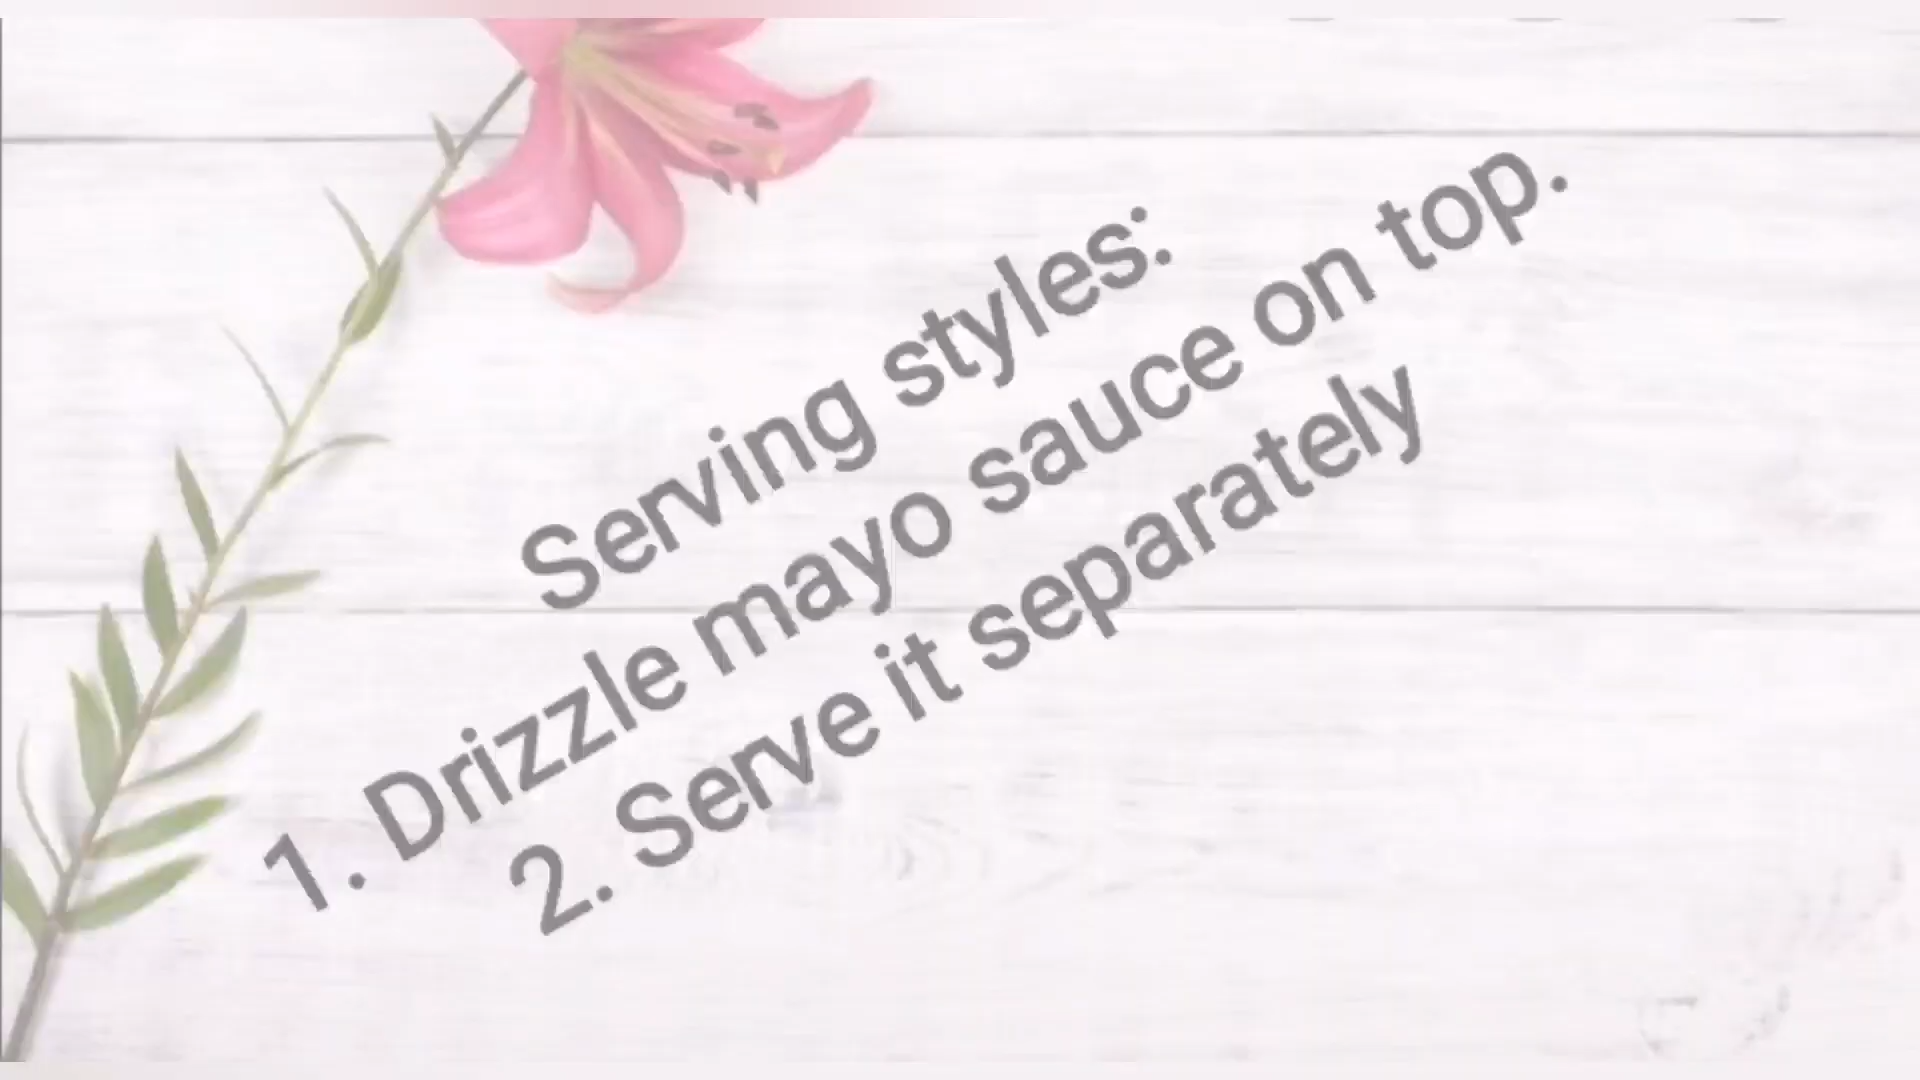 Serving styles:
1. Drizzle mayo sauce on top.
2. Serve it separately